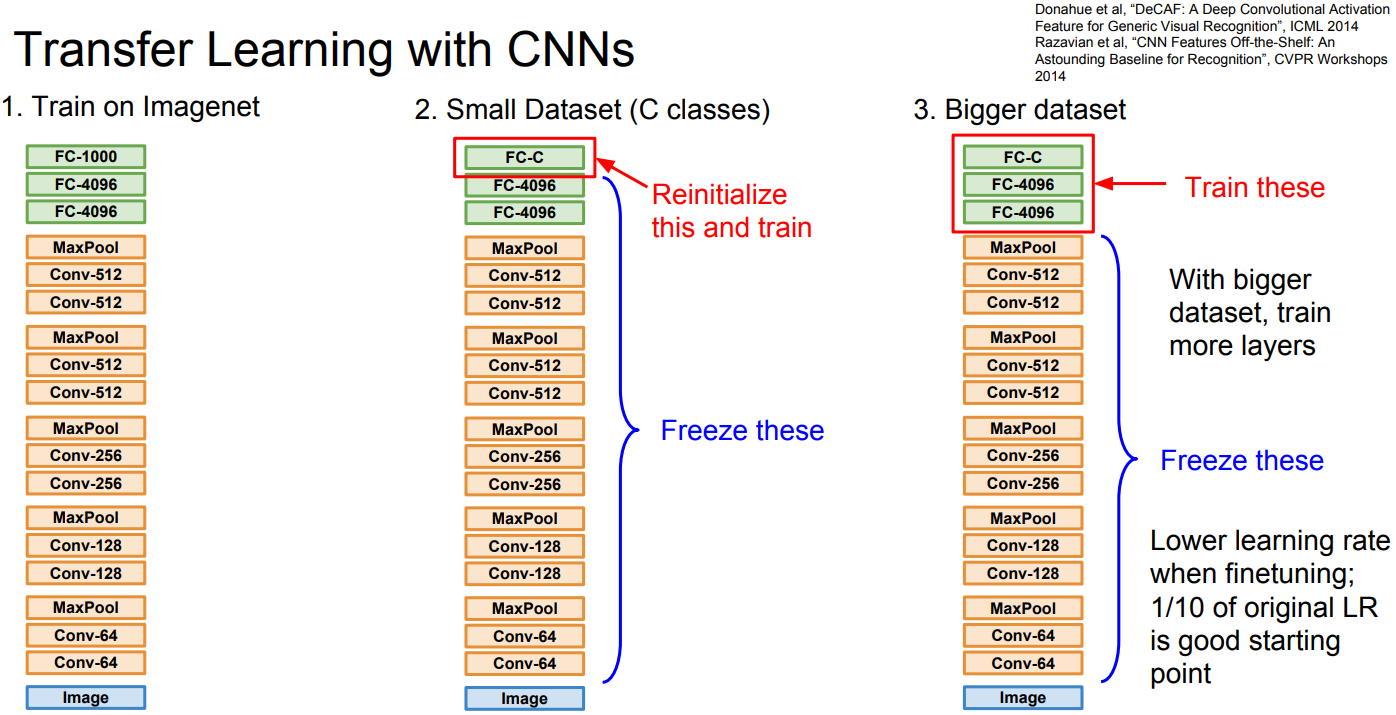 Transfer Learning with CNNs
Donahue et al, “DeCAF: A Deep Convolutional Activation
Feature for Generic Visual Recognition”, ICML 2014
Razavian et al, “CNN Features Off-the-Shelf: An
Astounding Baseline for Recognition”, CVPR Workshops
2014
1. Train on Imagenet
FC-1000
FC-4096
FC-4096
MaxPool
Conv-512
Conv-512
MaxPool
Conv-512
Conv-512
MaxPool
Conv-256
Conv-256
MaxPool
Conv-128
Conv-128
MaxPool
Conv-64
Conv-64
Image
2. Small Dataset (C classes)
FC-C
FC-4096
FC-4096
MaxPool
Conv-512
Conv-512
MaxPool
Conv-512
Conv-512
MaxPool
Conv-256
Conv-256
MaxPool
Conv-128
Conv-128
MaxPool
Conv-64
Conv-64
Image
Reinitialize
this and train
Freeze these
3. Bigger dataset
FC-C
FC-4096
FC-4096
MaxPool
Conv-512
Conv-512
MaxPool
Conv-512
Conv-512
MaxPool
Conv-256
Conv-256
MaxPool
Conv-128
Conv-128
MaxPool
Conv-64
Conv-64
Image
Train these
With bigger
dataset, train
more layers
Freeze these
Lower learning rate
when finetuning;
1/10 of original LR
is good starting
point